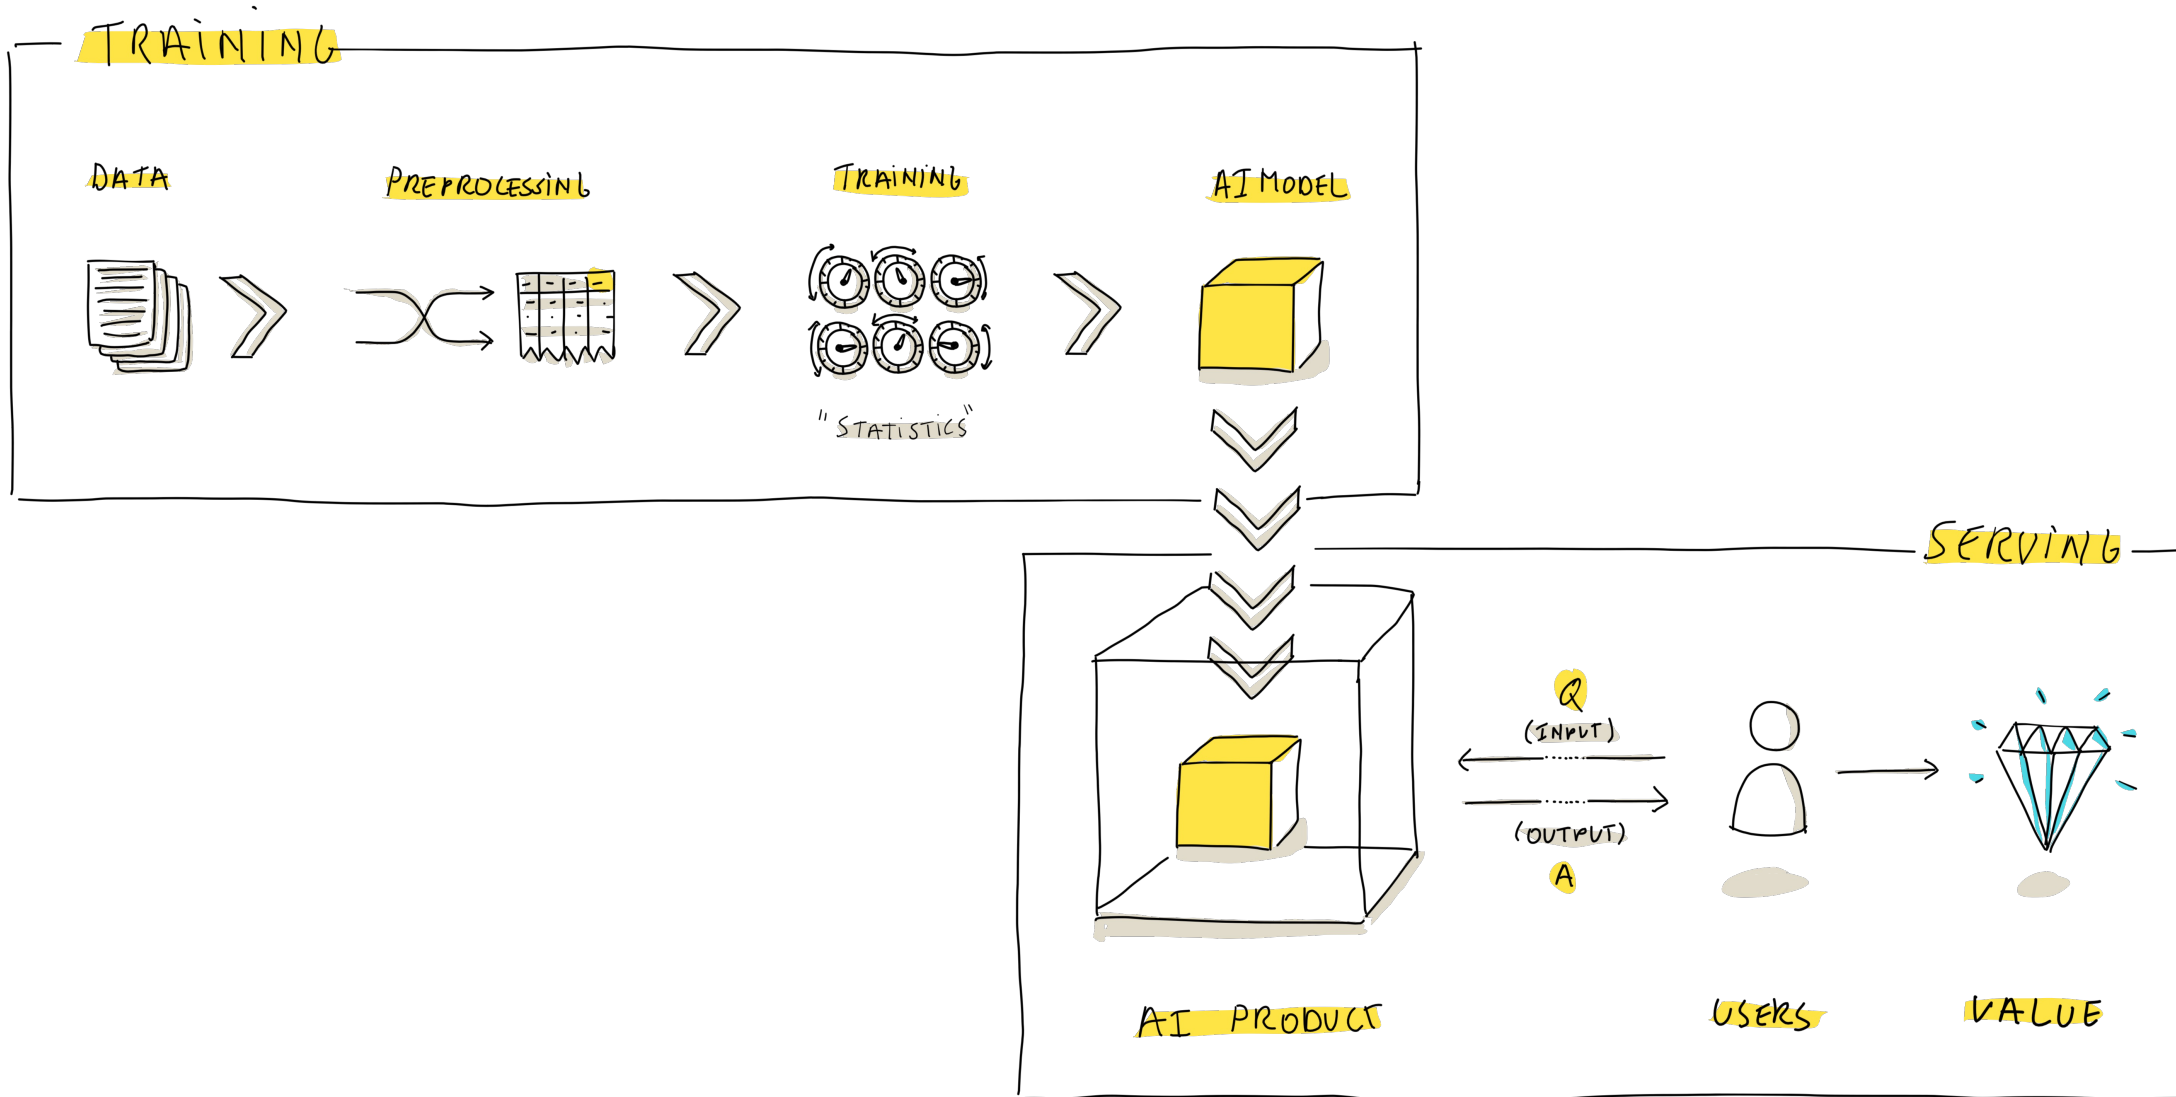 TRAINING
DATA
PREPROCESSING
TRAINING
AI MODEL
"STATISTICS"
SERVING
Q
(INPUT)
(OUTPUT)
A
AI PRODUCT
USERS
VALUE